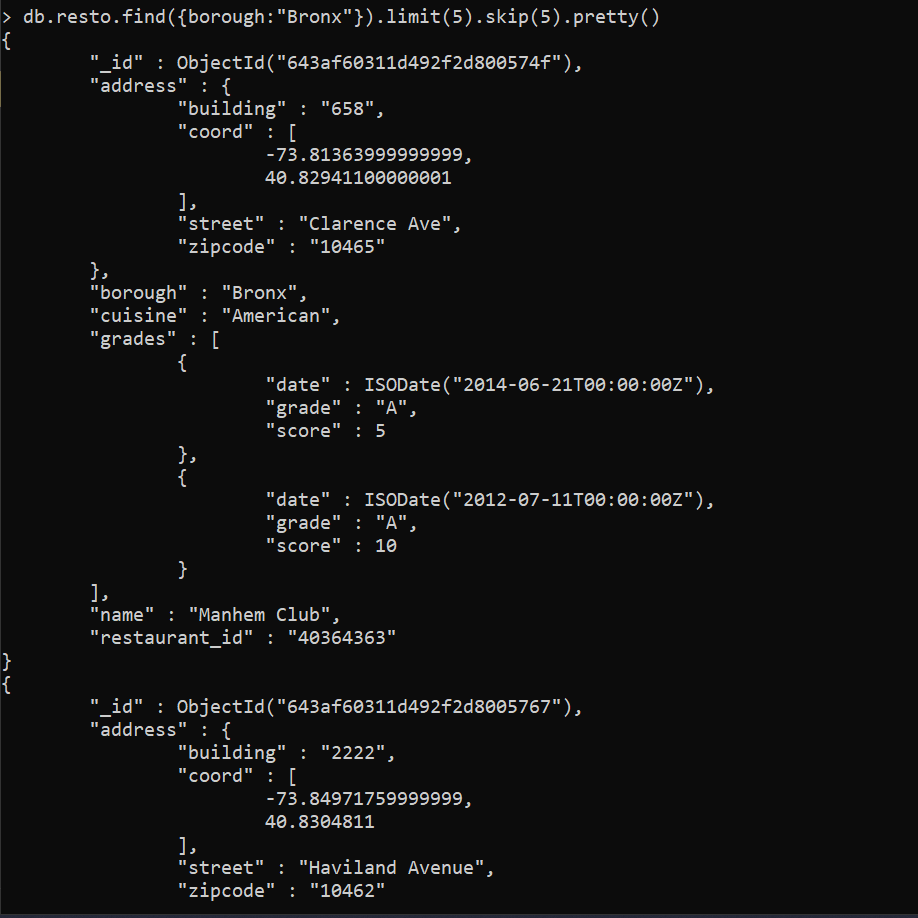 > db.resto.find({borough:"Bronx"}).limit(5).skip(5).pretty()
{
        "_id" : ObjectId("643af60311d492f2d800574f"),
        "address" : {
                "building" : "658",
                "coord" : [
                        -73.81363999999999,
                        40.82941100000001
                ],
                "street" : "Clarence Ave",
                "zipcode" : "10465"
        },
        "borough" : "Bronx",
        "cuisine" : "American",
        "grades" : [
                {
                        "date" : ISODate("2014-06-21T00:00:00Z"),
                        "grade" : "A",
                        "score" : 5
                },
                {
                        "date" : ISODate("2012-07-11T00:00:00Z"),
                        "grade" : "A",
                        "score" : 10
                }
        ],
        "name" : "Manhem Club",
        "restaurant_id" : "40364363"
}
{
        "_id" : ObjectId("643af60311d492f2d8005767"),
        "address" : {
                "building" : "2222",
                "coord" : [
                        -73.84971759999999,
                        40.8304811
                ],
                "street" : "Haviland Avenue",
                "zipcode" : "10462"